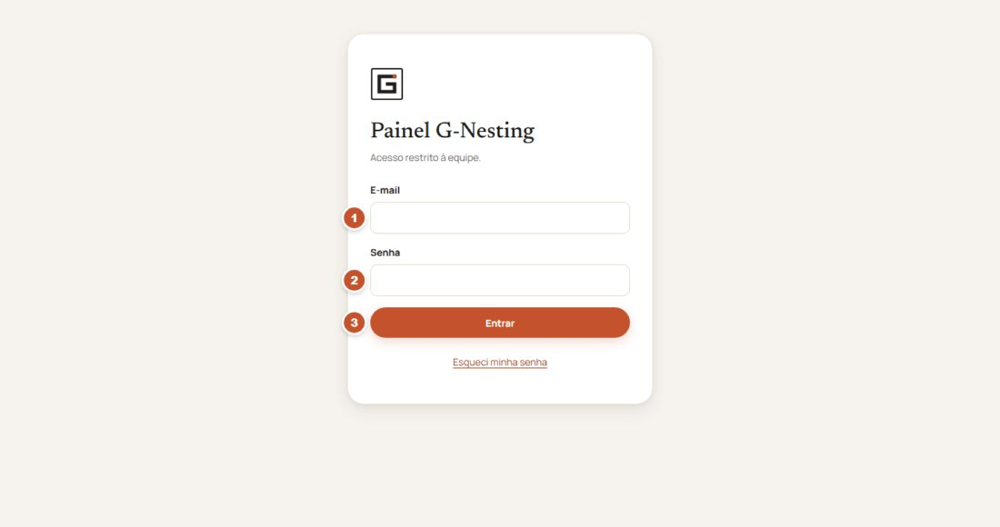 G
Painel G-Nesting
Acesso restrito à equipe.
E-mail
1
Senha
2
3 Entrar
Esqueci minha senha